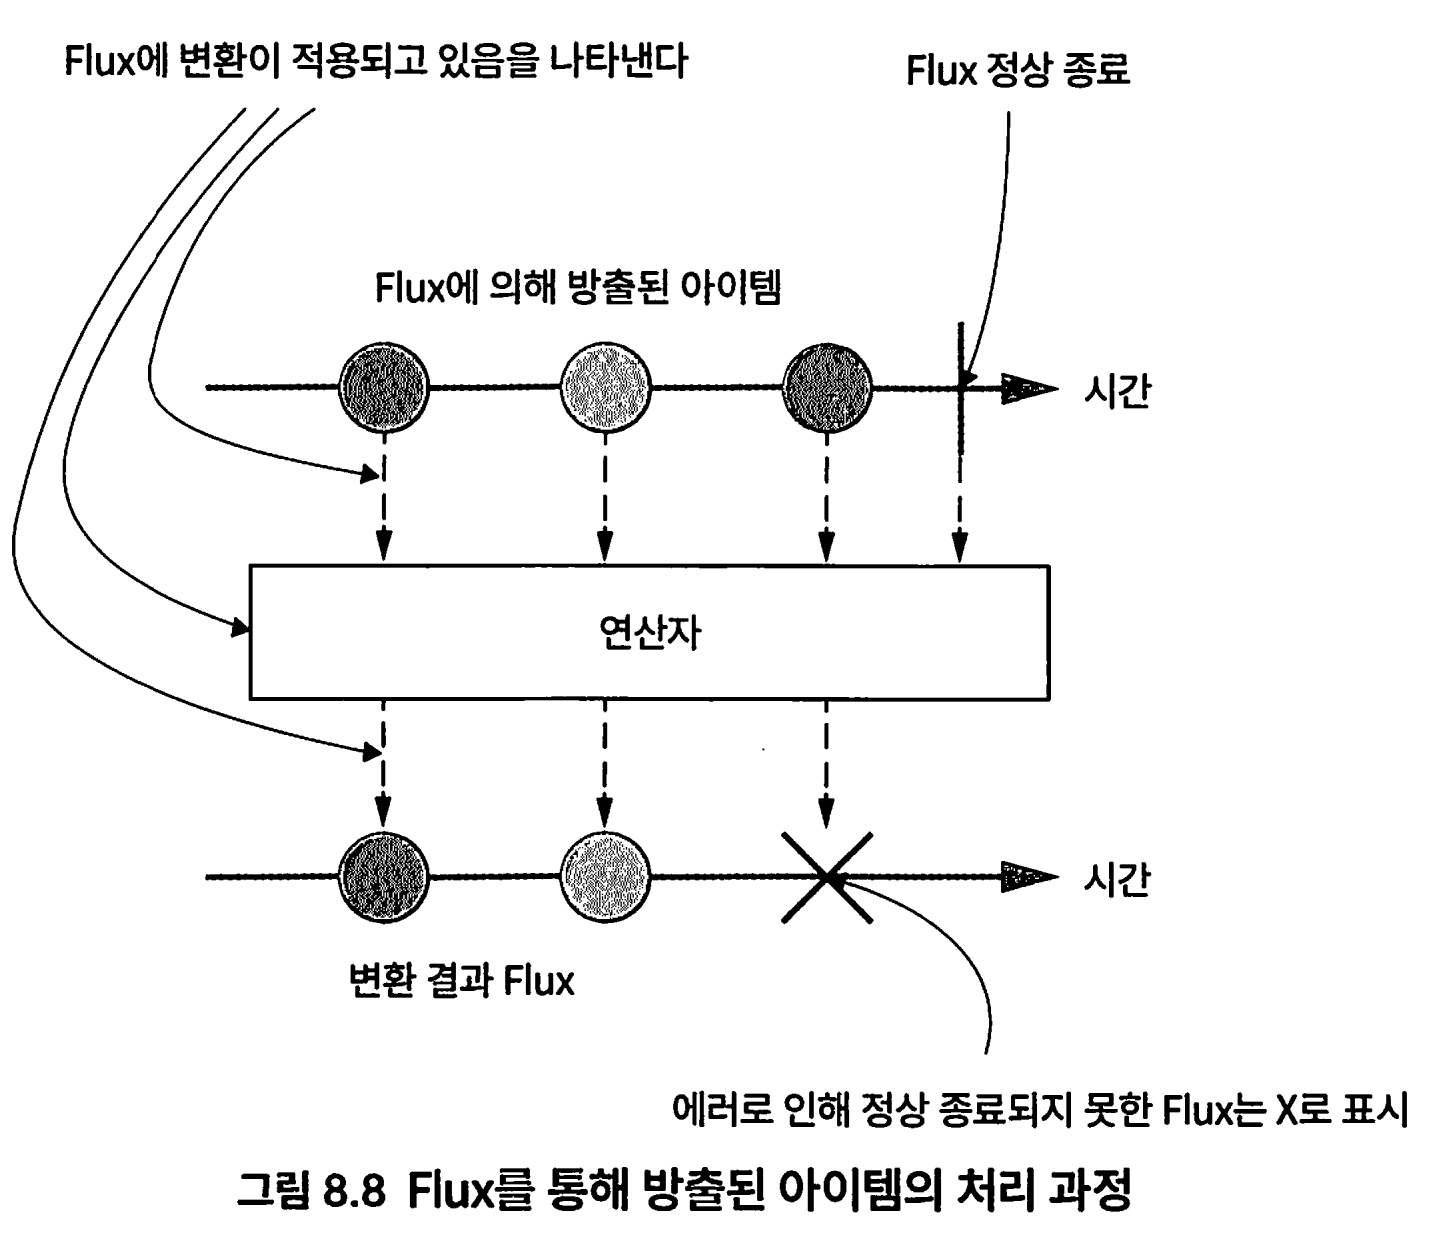 Flux에 변환이 적용되고 있음을 나타낸다
Flux 정상 종료
Flux에 의해 방출된 아이템
시간
연산자
시간
변환 결과 Flux
에러로 인해 정상 종료되지 못한 Flux는 X로 표시
그림 8.8 Flux를 통해 방출된 아이템의 처리 과정